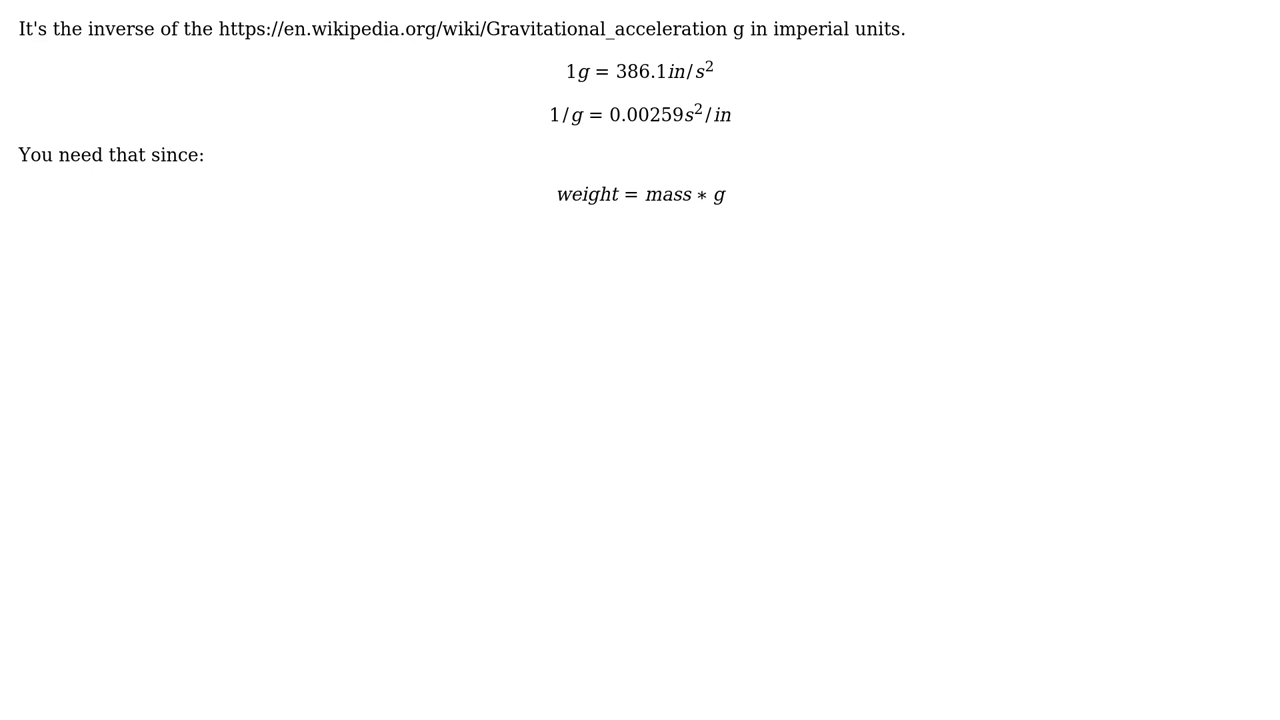 It's the inverse of the https://en.wikipedia.org/wiki/Gravitational_acceleration g in imperial units.
1g = 386.1in/s²
1/g = 0.00259s²/in
You need that since:
weight = mass * g